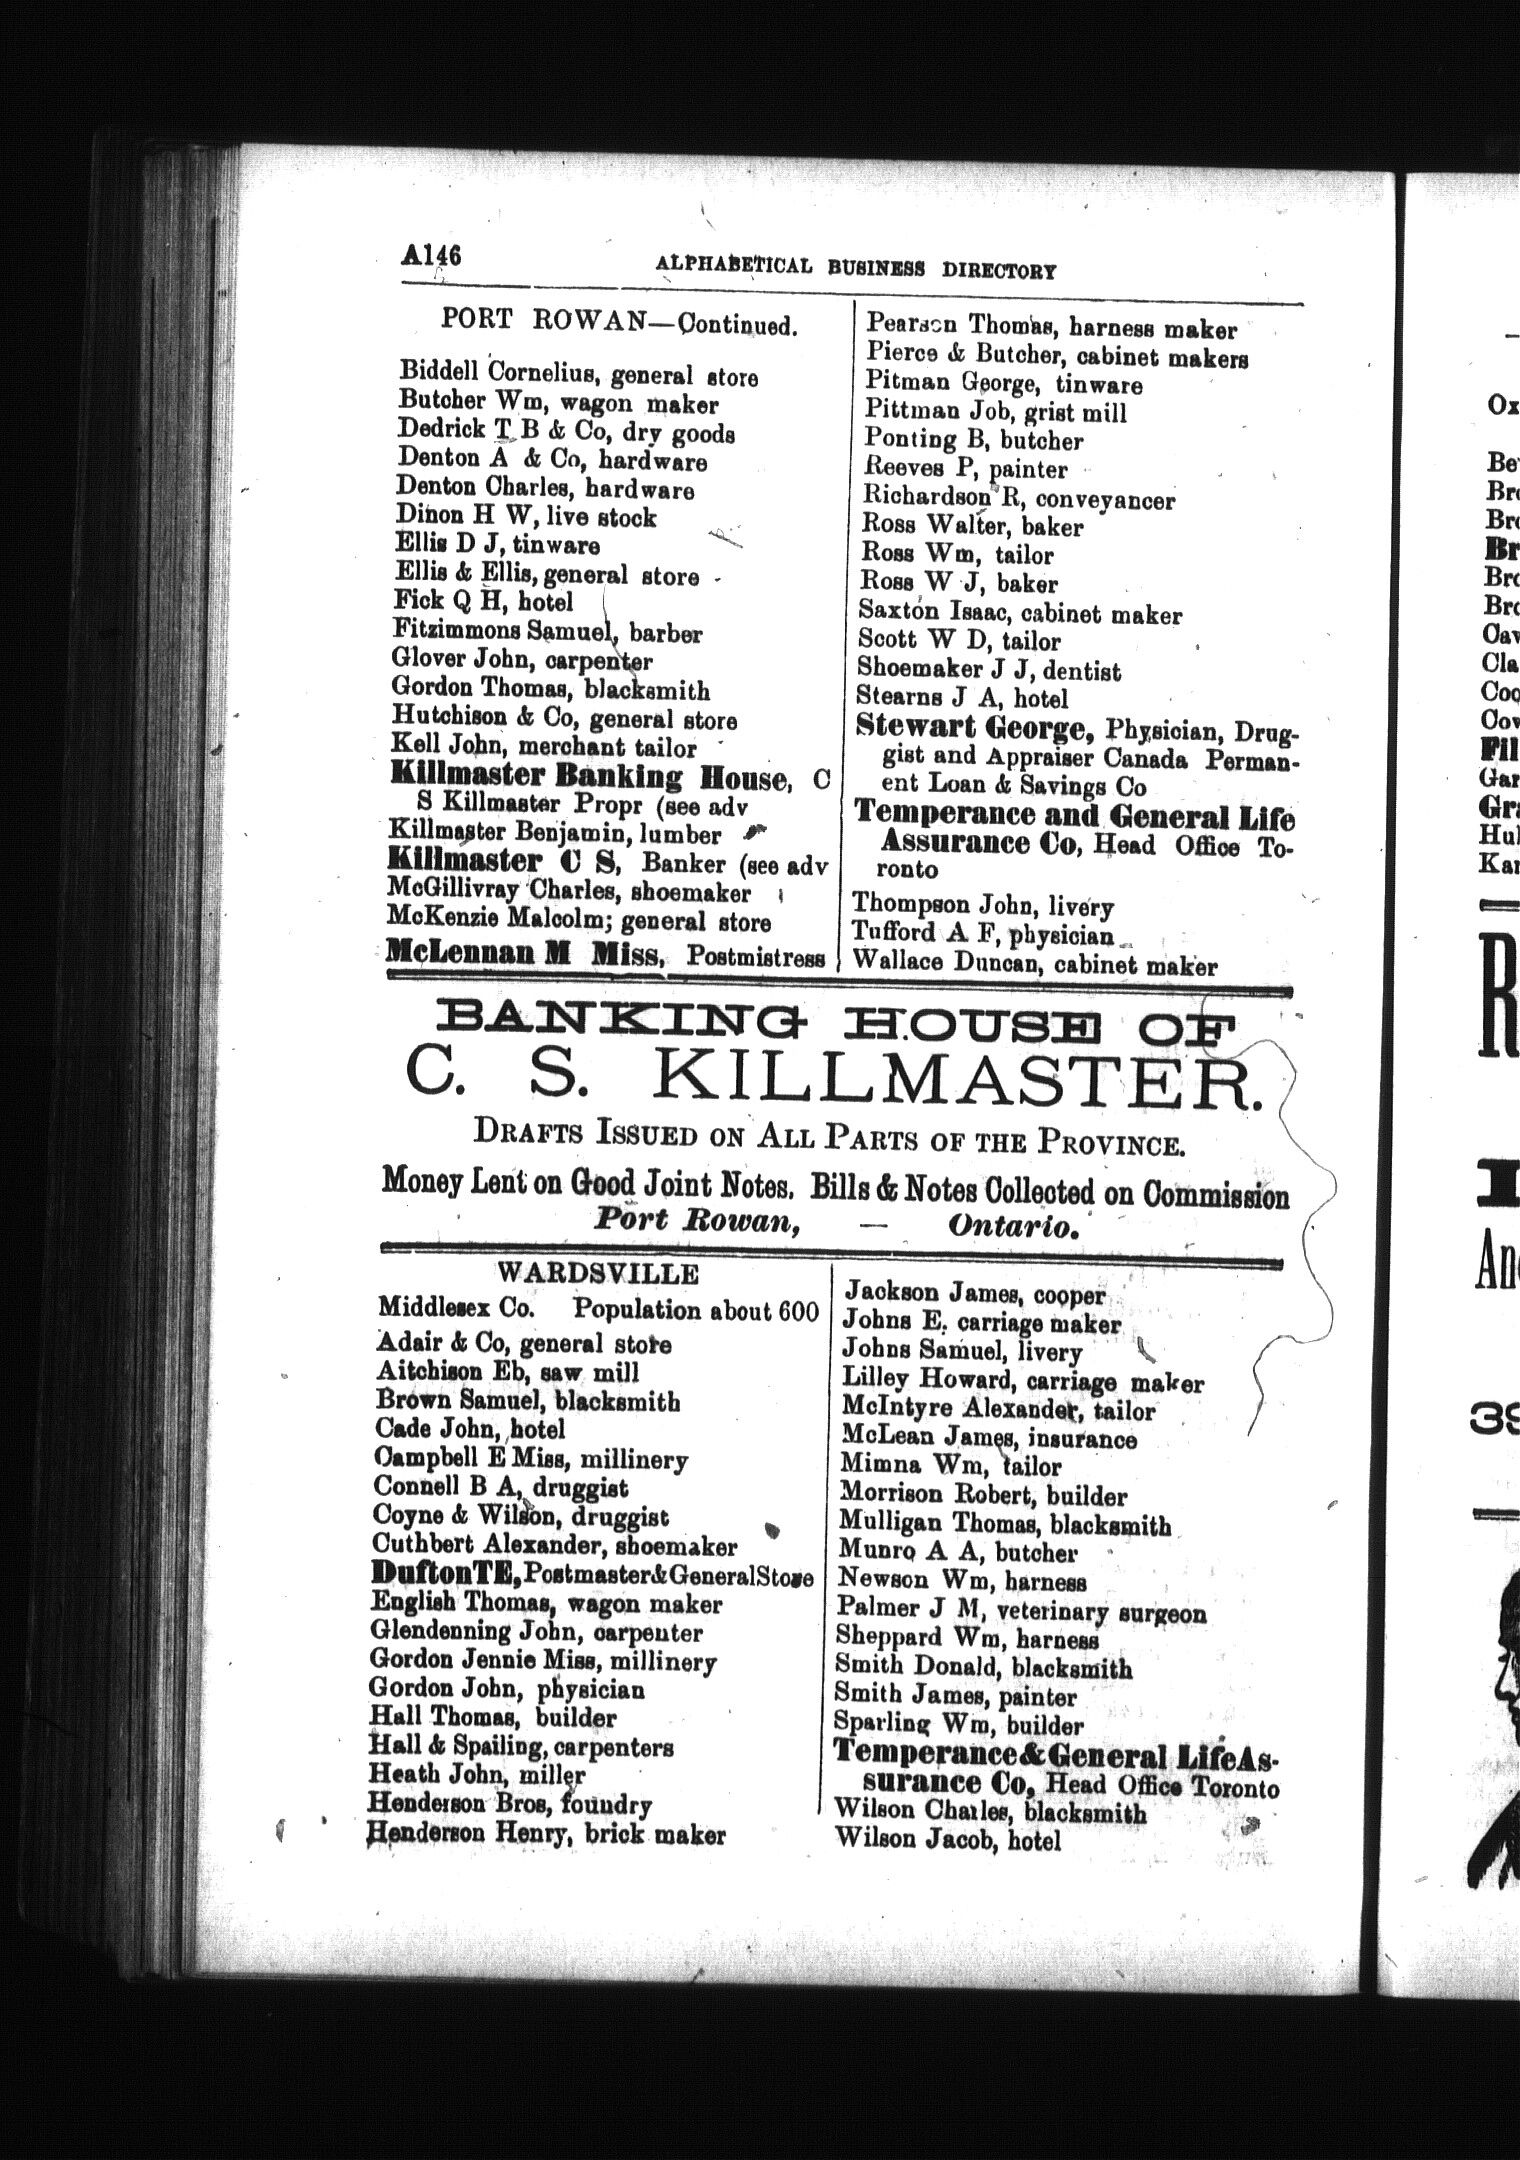 A146
ALPHABETICAL BUSINESS DIRECTORY
PORT ROWAN—Continued.
Biddell Cornelius, general store
Butcher Wm, wagon maker
Dedrick T B & Co, dry goods
Denton A & Co, hardware
Denton Charles, hardware
Dinon H W, live stock
Ellis D J, tinware
Ellis & Ellis, general store
Fick Q H, hotel
Fitzimmons Samuel, barber
Glover John, carpenter
Gordon Thomas, blacksmith
Hutchison & Co, general store
Kell John, merchant tailor
Killmaster Banking House, C
S Killmaster Propr (see adv
Killmaster Benjamin, lumber
Killmaster C S, Banker (see adv
McGillivray Charles, shoemaker
McKenzie Malcolm; general store
McLennan M Miss, Postmistress
Pearson Thomas, harness maker
Pierce & Butcher, cabinet makers
Pitman George, tinware
Pittman Job, grist mill
Ponting B, butcher
Reeves P, painter
Richardson R, conveyancer
Ross Walter, baker
Ross Wm, tailor
Ross W J, baker
Saxton Isaac, cabinet maker
Scott W D, tailor
Shoemaker J J, dentist
Stearns J A, hotel
Stewart George, Physician, Drug-
gist and Appraiser Canada Perman-
ent Loan & Savings Co
Temperance and General Life
Assurance Co, Head Office To-
ronto
Thompson John, livery
Tufford A F, physician
Wallace Duncan, cabinet maker
BANKING HOUSE OF
C. S. KILLMASTER.
DRAFTS ISSUED ON ALL PARTS OF THE PROVINCE.
Money Lent on Good Joint Notes. Bills & Notes Collected on Commission
Port Rowan, — Ontario.
WARDSVILLE
Middlesex Co. Population about 600
Adair & Co, general store
Aitchison Eb, saw mill
Brown Samuel, blacksmith
Cade John, hotel
Campbell E Miss, millinery
Connell B A, druggist
Coyne & Wilson, druggist
Cuthbert Alexander, shoemaker
Dufton T E, Postmaster & General Store
English Thomas, wagon maker
Glendenning John, carpenter
Gordon Jennie Miss, millinery
Gordon John, physician
Hall Thomas, builder
Hall & Spailing, carpenters
Heath John, miller
Henderson Bros, foundry
Henderson Henry, brick maker
Jackson James, cooper
Johns E. carriage maker
Johns Samuel, livery
Lilley Howard, carriage maker
McIntyre Alexander, tailor
McLean James, insurance
Mimna Wm, tailor
Morrison Robert, builder
Mulligan Thomas, blacksmith
Munro A A, butcher
Newson Wm, harness
Palmer J M, veterinary surgeon
Sheppard Wm, harness
Smith Donald, blacksmith
Smith James, painter
Sparling Wm, builder
Temperance & General Life As-
surance Co, Head Office Toronto
Wilson Charles, blacksmith
Wilson Jacob, hotel